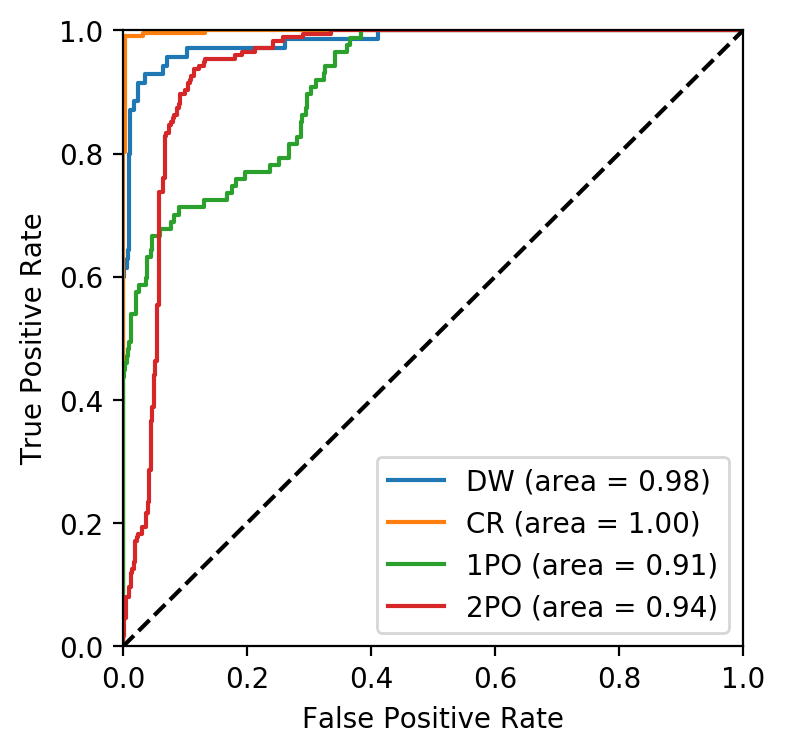 1.0
0.8
0.6
0.4
0.2
0.0
True Positive Rate
DW (area = 0.98)
CR (area = 1.00)
1PO (area = 0.91)
2PO (area = 0.94)
0.0 0.2 0.4 0.6 0.8 1.0
False Positive Rate